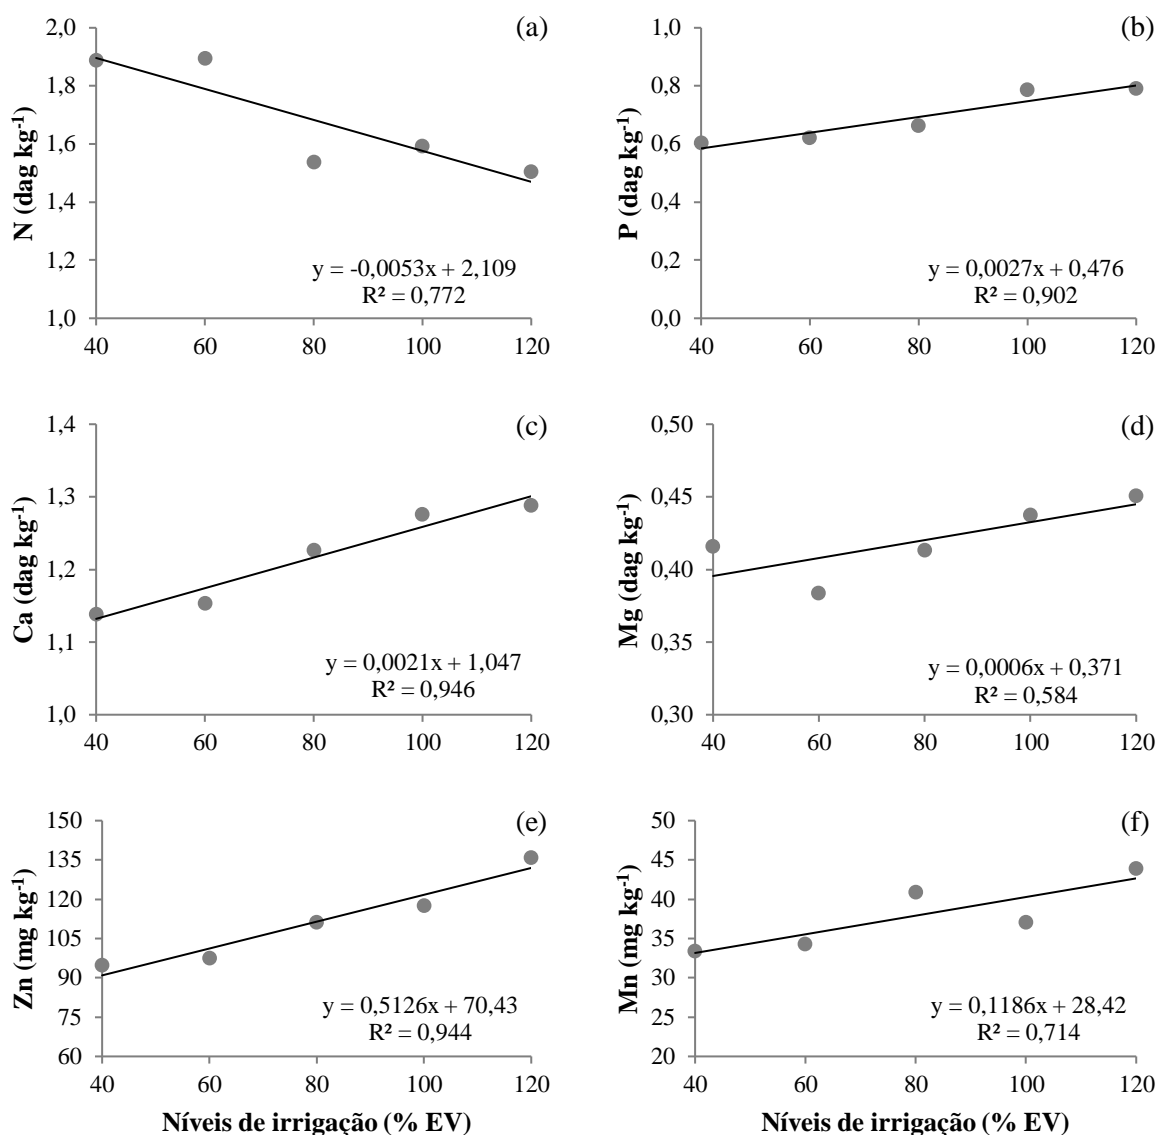 (a)
2,0
1,8
1,6
1,4
1,2
1,0
N (dag kg⁻¹)
y = -0,0053x + 2,109
R² = 0,772
40 60 80 100 120
(b)
1,0
0,8
0,6
0,4
0,2
0,0
P (dag kg⁻¹)
y = 0,0027x + 0,476
R² = 0,902
40 60 80 100 120
(c)
1,4
1,3
1,2
1,1
1,0
Ca (dag kg⁻¹)
y = 0,0021x + 1,047
R² = 0,946
40 60 80 100 120
(d)
0,50
0,45
0,40
0,35
0,30
Mg (dag kg⁻¹)
y = 0,0006x + 0,371
R² = 0,584
40 60 80 100 120
(e)
150
135
120
105
90
75
60
Zn (mg kg⁻¹)
y = 0,5126x + 70,43
R² = 0,944
40 60 80 100 120
Níveis de irrigação (% EV)
(f)
50
45
40
35
30
25
20
Mn (mg kg⁻¹)
y = 0,1186x + 28,42
R² = 0,714
40 60 80 100 120
Níveis de irrigação (% EV)